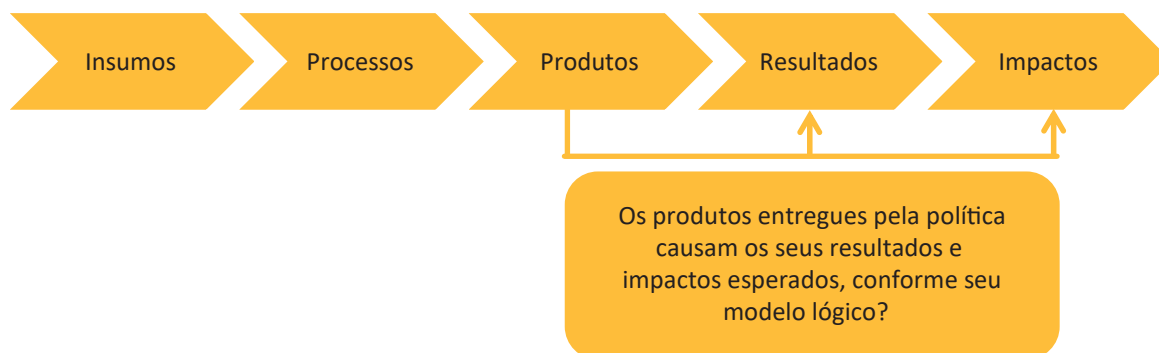 Insumos
Processos
Produtos
Resultados
Impactos
Os produtos entregues pela política
causam os seus resultados e
impactos esperados, conforme seu
modelo lógico?